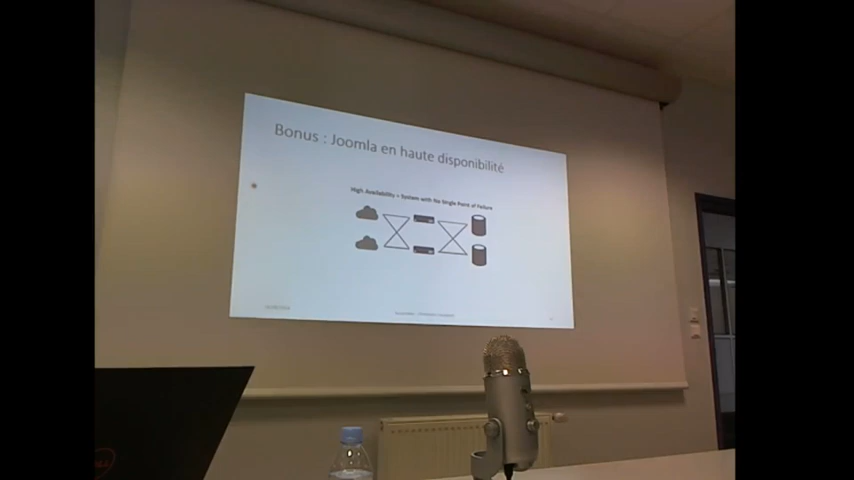 Bonus : Joomla en haute disponibilité
High Availability = System with No Single Point of Failure